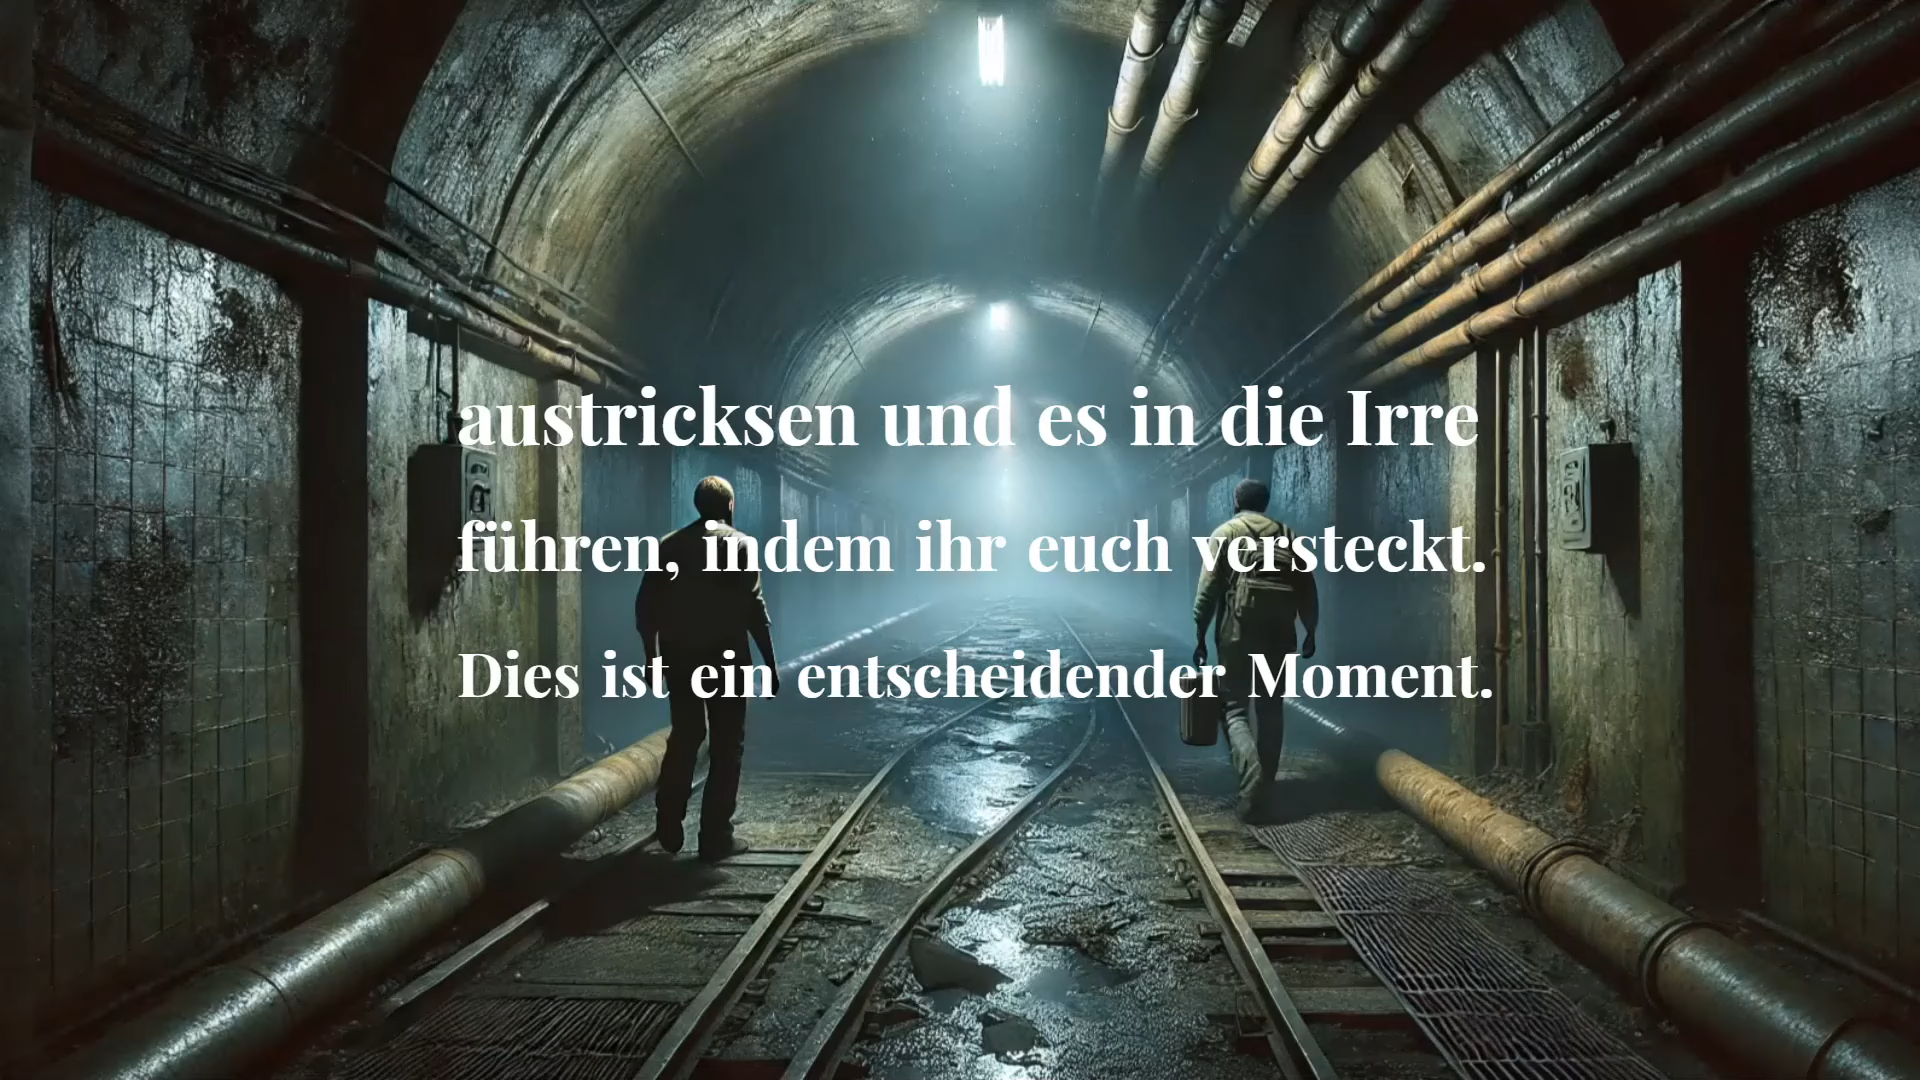 austricksen und es in die Irre
führen, indem ihr euch versteckt.
Dies ist ein entscheidender Moment.